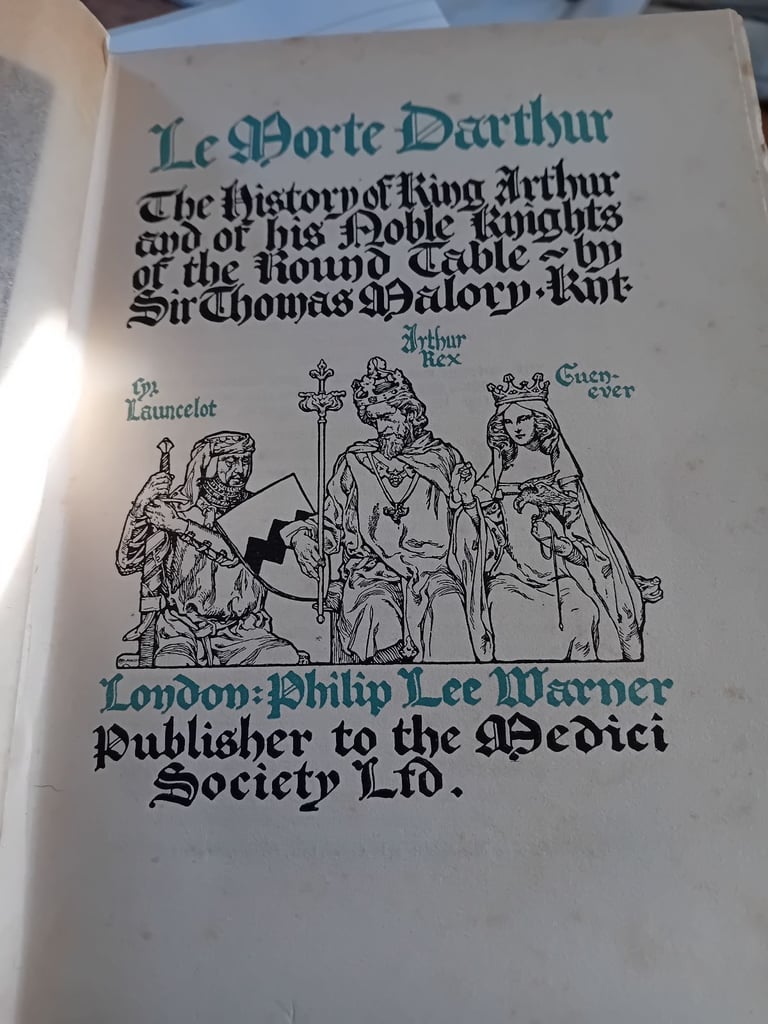 Le Morte Darthur
The History of King Arthur
and of his Noble Knights
of the Round Table ~ by
Sir Thomas Malory · Knt ·
Arthur
Rex
Syr
Launcelot
Guen-
ever
London: Philip Lee Warner
Publisher to the Medici
Society Ltd.